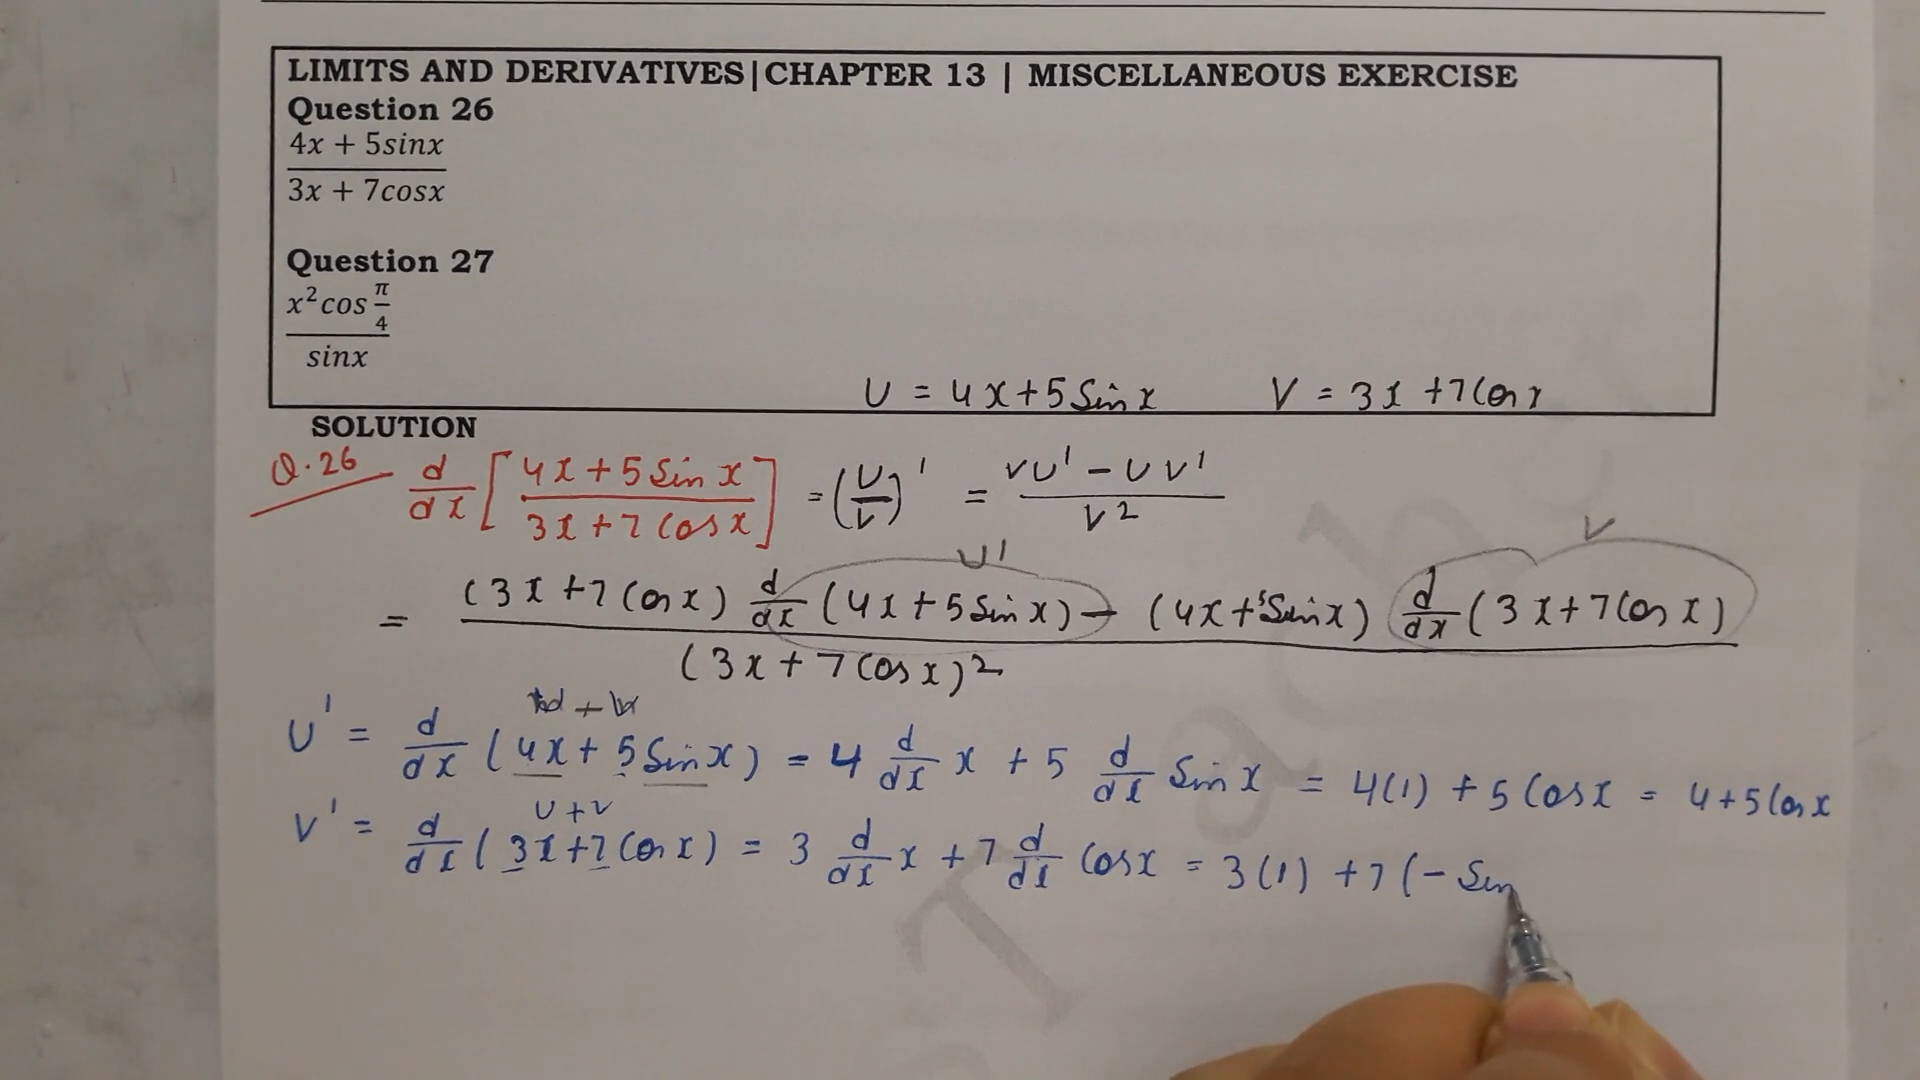 LIMITS AND DERIVATIVES|CHAPTER 13 | MISCELLANEOUS EXERCISE
Question 26
4x + 5sinx
3x + 7cosx
Question 27
x² cos π/4
sinx
U = 4x + 5 Sin x V = 3x + 7 Cos x
SOLUTION
Q.26 d/dx [4x + 5 Sin x / 3x + 7 Cos x] = (U/V)' = VU' - UV' / V²
U' V
= (3x + 7 Cos x) d/dx (4x + 5 Sin x) - (4x + 5 Sin x) d/dx (3x + 7 Cos x)
(3x + 7 Cos x)²
U' = d/dx (4x + 5 Sin x) = 4 d/dx x + 5 d/dx Sin x = 4(1) + 5 Cos x = 4 + 5 Cos x
U + V
V' = d/dx (3x + 7 Cos x) = 3 d/dx x + 7 d/dx Cos x = 3(1) + 7 (- Sin